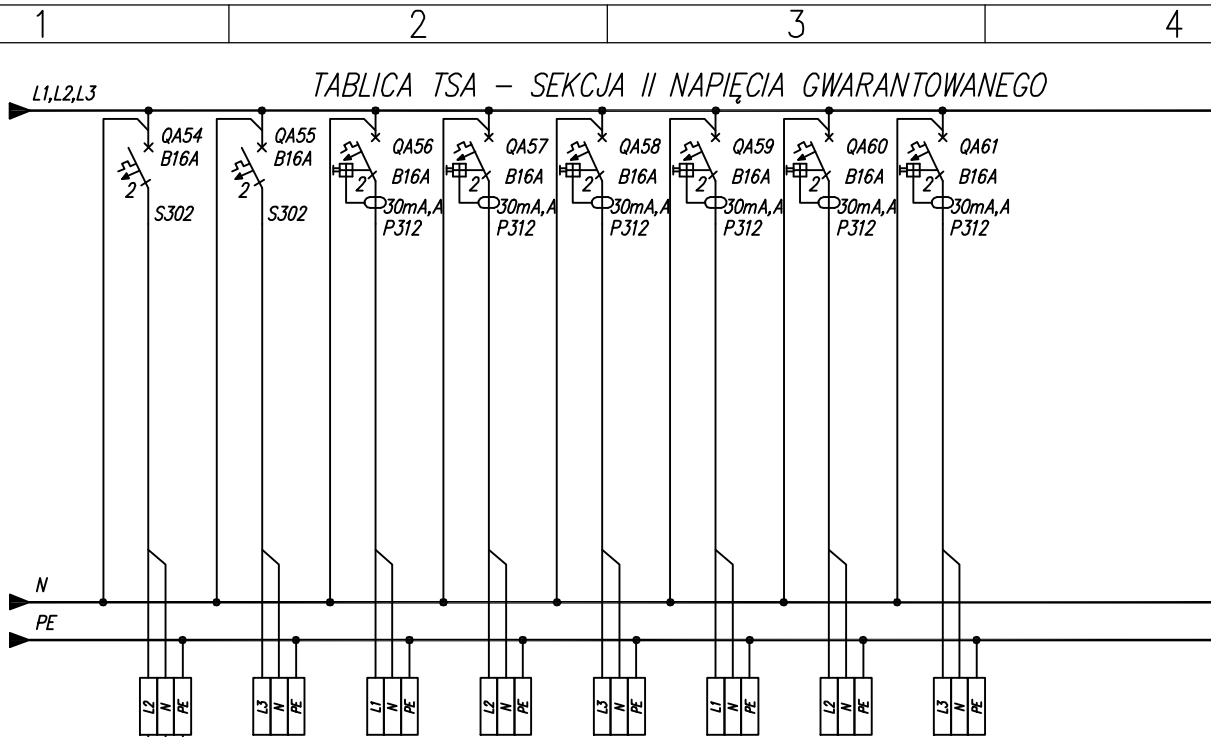 1 2 3 4
TABLICA TSA – SEKCJA II NAPIĘCIA GWARANTOWANEGO
L1,L2,L3
QA54 QA55 QA56 QA57 QA58 QA59 QA60 QA61
B16A B16A B16A B16A B16A B16A B16A B16A
2 2 2 2 2 2 2 2
30mA,A 30mA,A 30mA,A 30mA,A 30mA,A 30mA,A
S302 S302 P312 P312 P312 P312 P312 P312
N
PE
L2 N PE L3 N PE L1 N PE L2 N PE L3 N PE L1 N PE L2 N PE L3 N PE